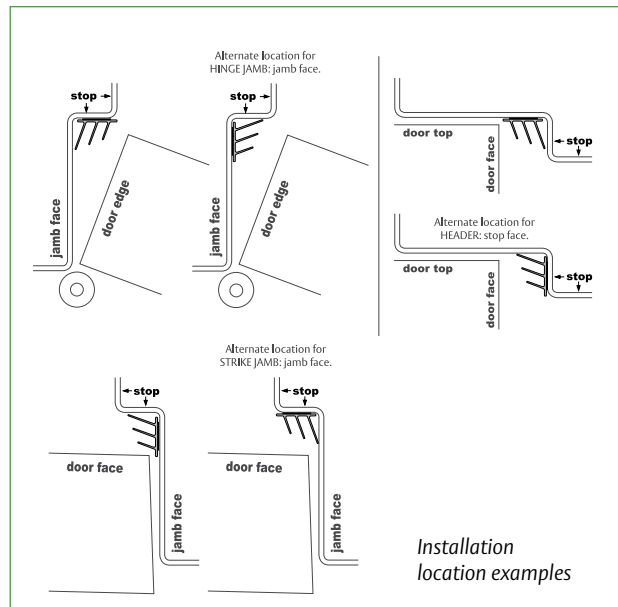 Alternate location for
HINGE JAMB: jamb face.
stop
jamb face
door edge
stop
jamb face
door edge
door top
door face
stop
Alternate location for
HEADER: stop face.
door top
door face
stop
Alternate location for
STRIKE JAMB: jamb face.
stop
door face
jamb face
stop
door face
jamb face
Installation
location examples